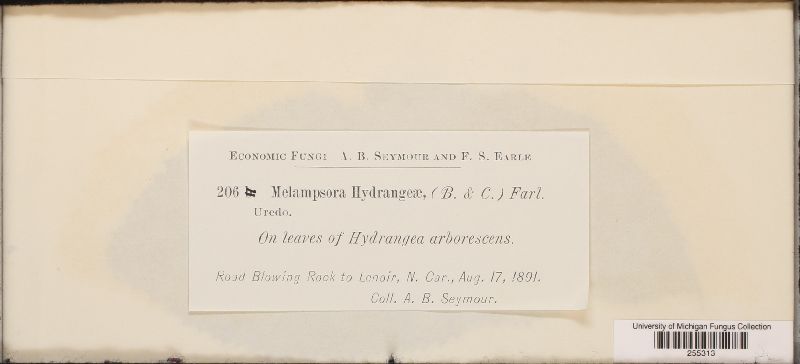 Economic Fungi A. B. Seymour and F. S. Earle
206 Melampsora Hydrangeæ, (B. & C.) Farl.
Uredo.
On leaves of Hydrangea arborescens.
Road Blowing Rock to Lenoir, N. Car., Aug. 17, 1891.
Coll. A. B. Seymour.
University of Michigan Fungus Collection
255313